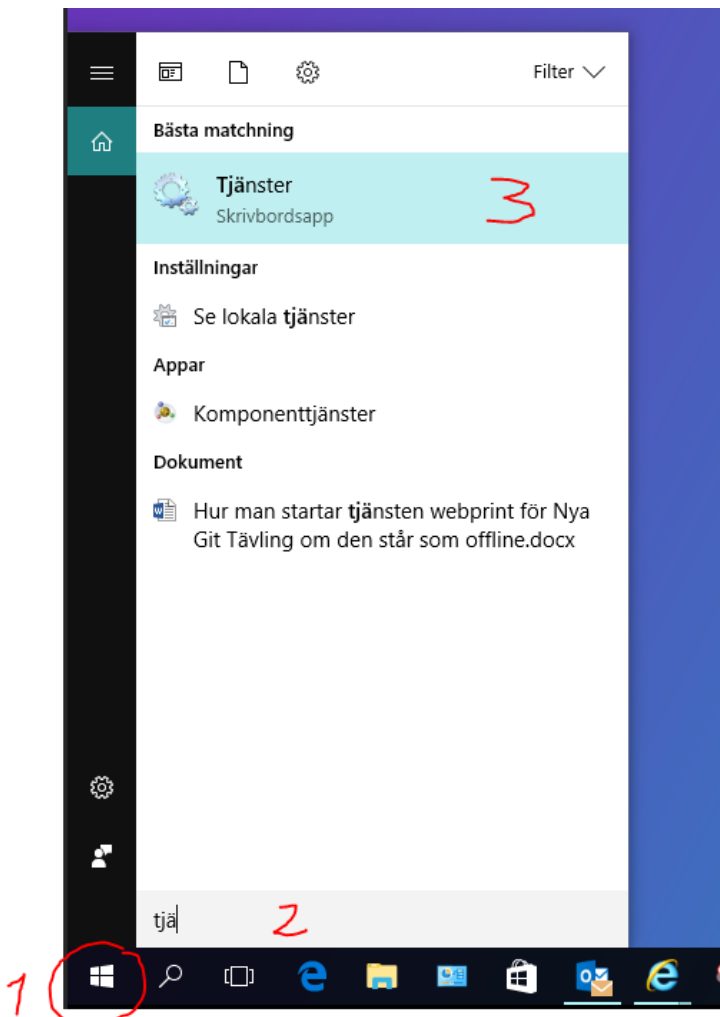 Filter
Bästa matchning
Tjänster
Skrivbordsapp
3
Inställningar
Se lokala tjänster
Appar
Komponenttjänster
Dokument
Hur man startar tjänsten webprint för Nya
Git Tävling om den står som offline.docx
tjä
2
1